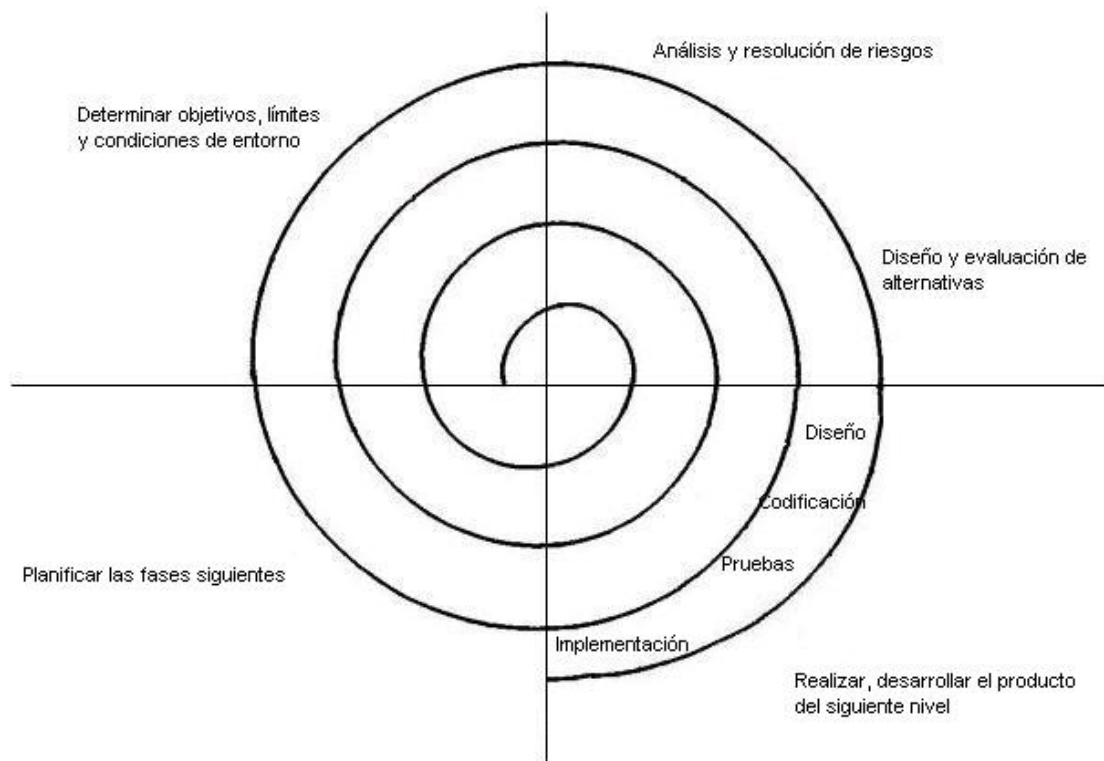 Análisis y resolución de riesgos
Determinar objetivos, límites
y condiciones de entorno
Diseño y evaluación de
alternativas
Diseño
Codificación
Pruebas
Planificar las fases siguientes
Implementación
Realizar, desarrollar el producto
del siguiente nivel